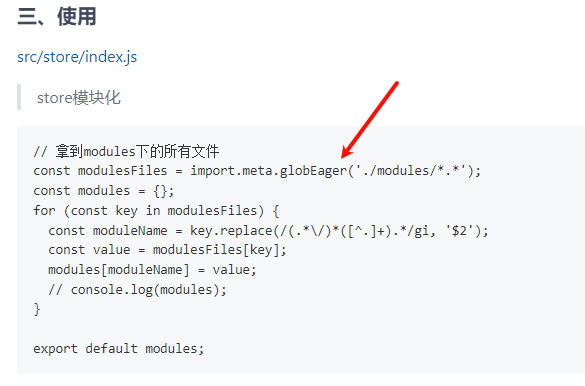 三、使用
src/store/index.js
store模块化
// 拿到modules下的所有文件
const modulesFiles = import.meta.globEager('./modules/*.*');
const modules = {};
for (const key in modulesFiles) {
  const moduleName = key.replace(/(.*\/)*([^.]+).*/gi, '$2');
  const value = modulesFiles[key];
  modules[moduleName] = value;
  // console.log(modules);
}
export default modules;